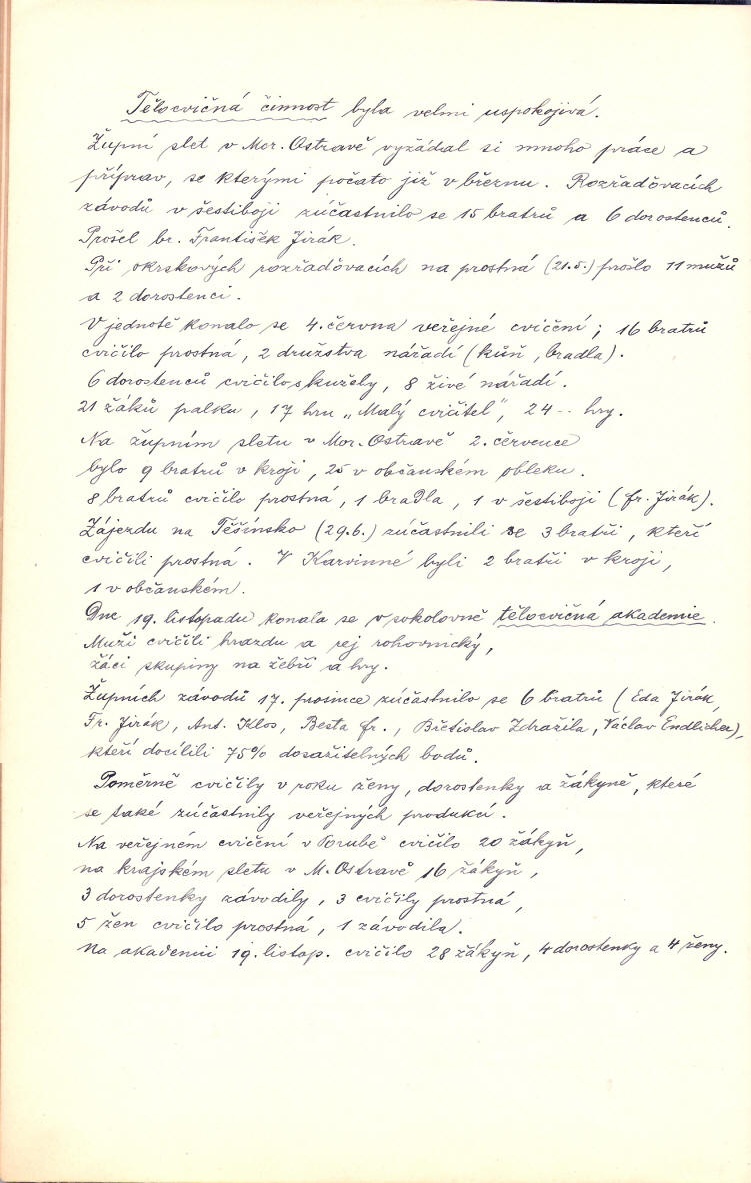 Tělocvičná činnost byla velmi uspokojivá.
Župní slet v Mor. Ostravě vyžádal si mnoho práce a
příprav, se kterými počato již v březnu. Rozřaďovacích
závodů v šestiboji zúčastnilo se 15 bratrů a 6 dorostenců.
Prošel br. František Jirák.
Při okrskových rozřaďovacích na prostná (21.5.) prošlo 11 mužů
a 2 dorostenci.
V jednotě konalo se 4. června veřejné cvičení; 16 bratrů
cvičilo prostná, 2 družstva nářadí (kůň, bradla).
6 dorostenců cvičilo s kužely, 8 živé nářadí.
21 žáků palku, 17 hru „Malý cvičitel", 24 -- hry.
Na župním sletu v Mor. Ostravě 2. července
bylo 9 bratrů v kroji, 25 v občanském obleku.
8 bratrů cvičilo prostná, 1 bradla, 1 v šestiboji (fr. Jirák).
Zájezdu na Těšínsko (29.6.) zúčastnili se 3 bratři, kteří
cvičili prostná. V Karvinné byli 2 bratři v kroji,
1 v občanském.
Dne 19. listopadu konala se v sokolovně tělocvičná akademie.
Muži cvičili hrazdu a rej rohovnický,
žáci skupiny na žebři a hry.
Župních závodů 17. prosince zúčastnilo se 6 bratrů (Eda Jirák,
Fr. Jirák, Ant. Klos, Besta fr., Břetislav Zdražila, Václav Endlicher),
kteří docílili 75% dosažitelných bodů.
Poměrně cvičily v roku ženy, dorostenky a žákyně, které
se také zúčastnily veřejných produkcí.
Na veřejném cvičení v Porubě cvičilo 20 žákyň,
na krajském sletu v M. Ostravě 16 žákyň,
3 dorostenky závodily, 3 cvičily prostná,
5 žen cvičilo prostná, 1 závodila.
Na akademii 19. listop. cvičilo 28 žákyň, 4 dorostenky a 4 ženy.